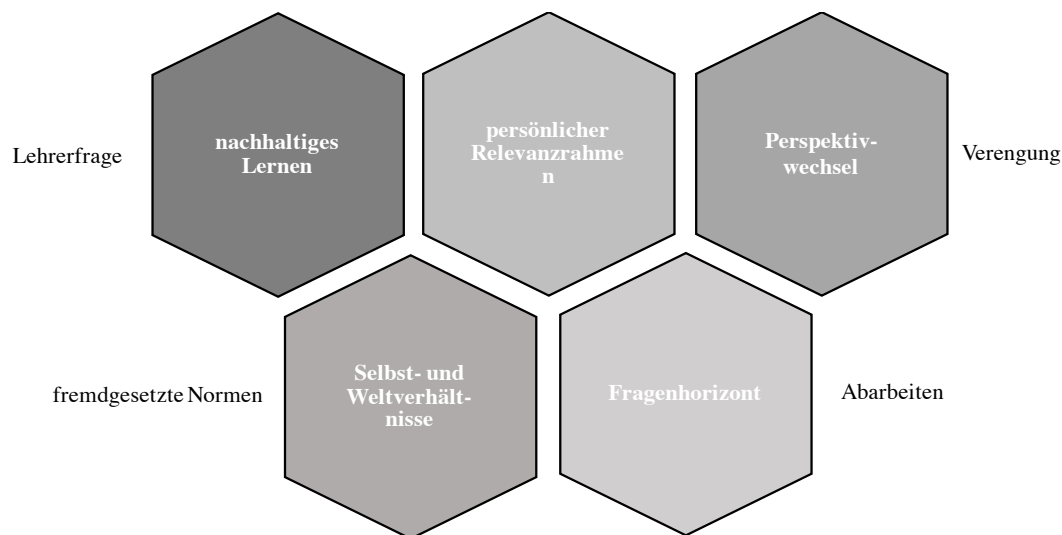 Lehrerfrage
nachhaltiges
Lernen
persönlicher
Relevanzrahme
n
Perspektiv-
wechsel
Verengung
fremdgesetzte Normen
Selbst- und
Weltverhält-
nisse
Fragenhorizont
Abarbeiten